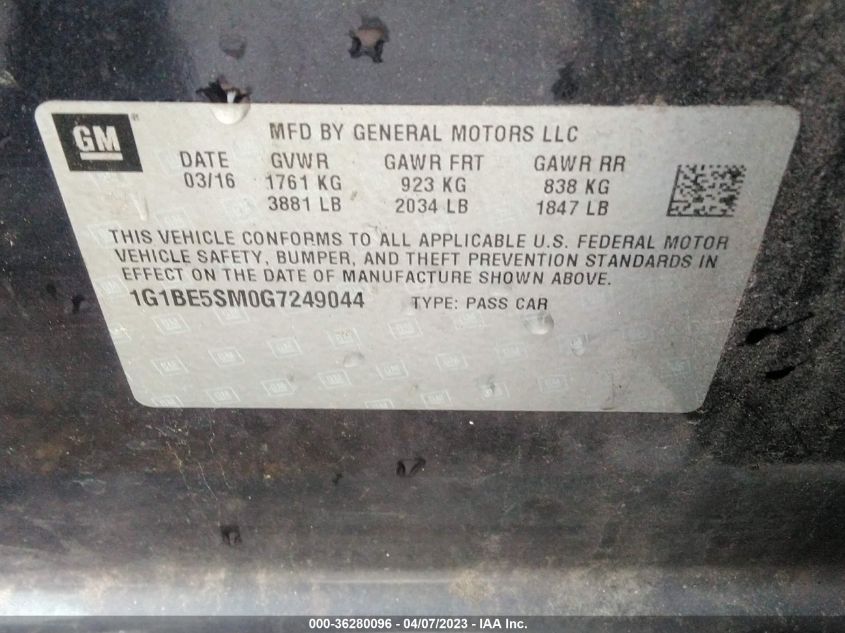 GM
MFD BY GENERAL MOTORS LLC
DATE GVWR GAWR FRT GAWR RR
03/16 1761 KG 923 KG 838 KG
3881 LB 2034 LB 1847 LB
THIS VEHICLE CONFORMS TO ALL APPLICABLE U.S. FEDERAL MOTOR
VEHICLE SAFETY, BUMPER, AND THEFT PREVENTION STANDARDS IN
EFFECT ON THE DATE OF MANUFACTURE SHOWN ABOVE.
1G1BE5SM0G7249044 TYPE: PASS CAR
000-36280096 - 04/07/2023 - IAA Inc.